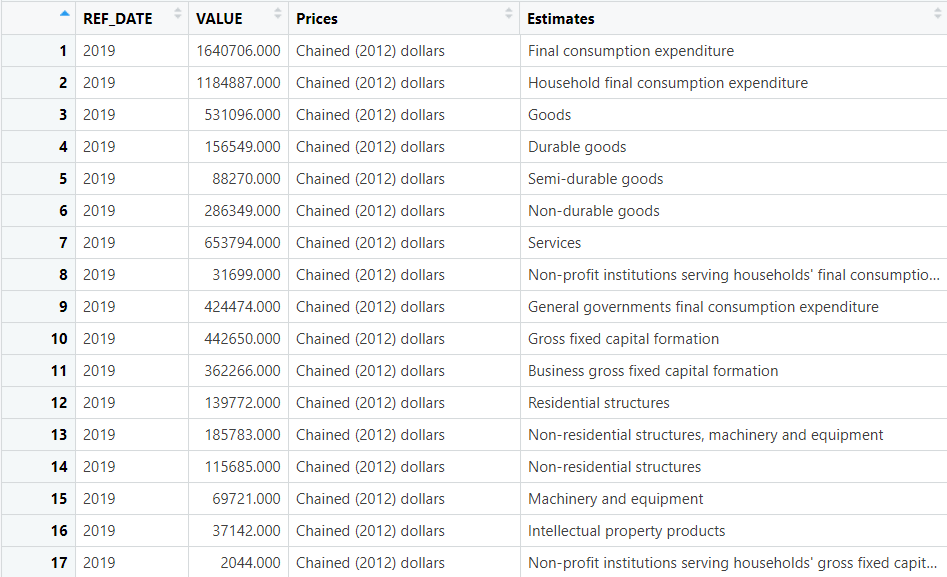 REF_DATE VALUE Prices Estimates
1 2019 1640706.000 Chained (2012) dollars Final consumption expenditure
2 2019 1184887.000 Chained (2012) dollars Household final consumption expenditure
3 2019 531096.000 Chained (2012) dollars Goods
4 2019 156549.000 Chained (2012) dollars Durable goods
5 2019 88270.000 Chained (2012) dollars Semi-durable goods
6 2019 286349.000 Chained (2012) dollars Non-durable goods
7 2019 653794.000 Chained (2012) dollars Services
8 2019 31699.000 Chained (2012) dollars Non-profit institutions serving households' final consumptio...
9 2019 424474.000 Chained (2012) dollars General governments final consumption expenditure
10 2019 442650.000 Chained (2012) dollars Gross fixed capital formation
11 2019 362266.000 Chained (2012) dollars Business gross fixed capital formation
12 2019 139772.000 Chained (2012) dollars Residential structures
13 2019 185783.000 Chained (2012) dollars Non-residential structures, machinery and equipment
14 2019 115685.000 Chained (2012) dollars Non-residential structures
15 2019 69721.000 Chained (2012) dollars Machinery and equipment
16 2019 37142.000 Chained (2012) dollars Intellectual property products
17 2019 2044.000 Chained (2012) dollars Non-profit institutions serving households' gross fixed capit...